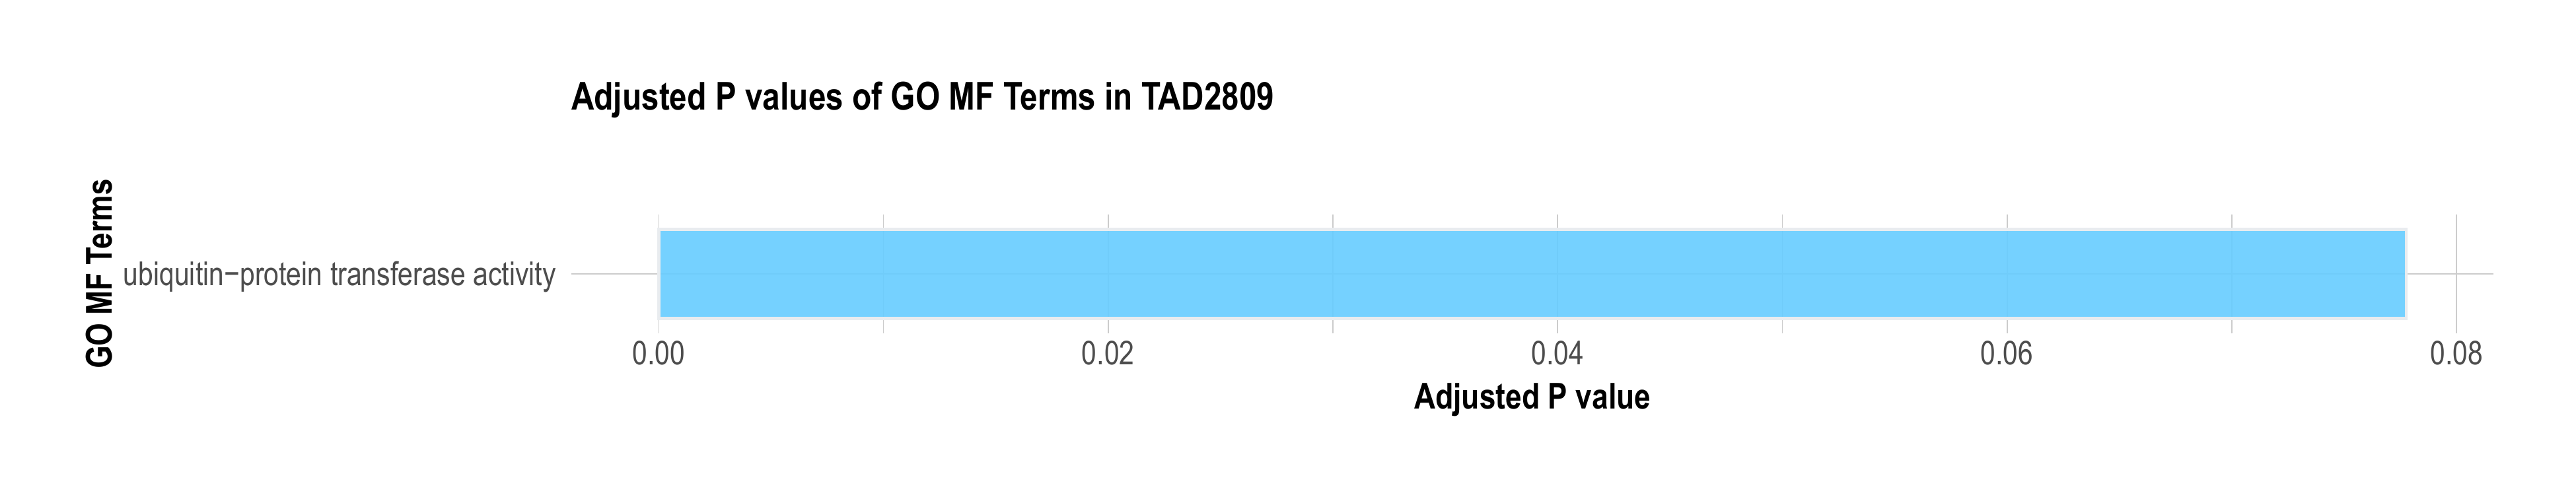 Adjusted P values of GO MF Terms in TAD2809
GO MF Terms
ubiquitin−protein transferase activity
0.00 0.02 0.04 0.06 0.08
Adjusted P value